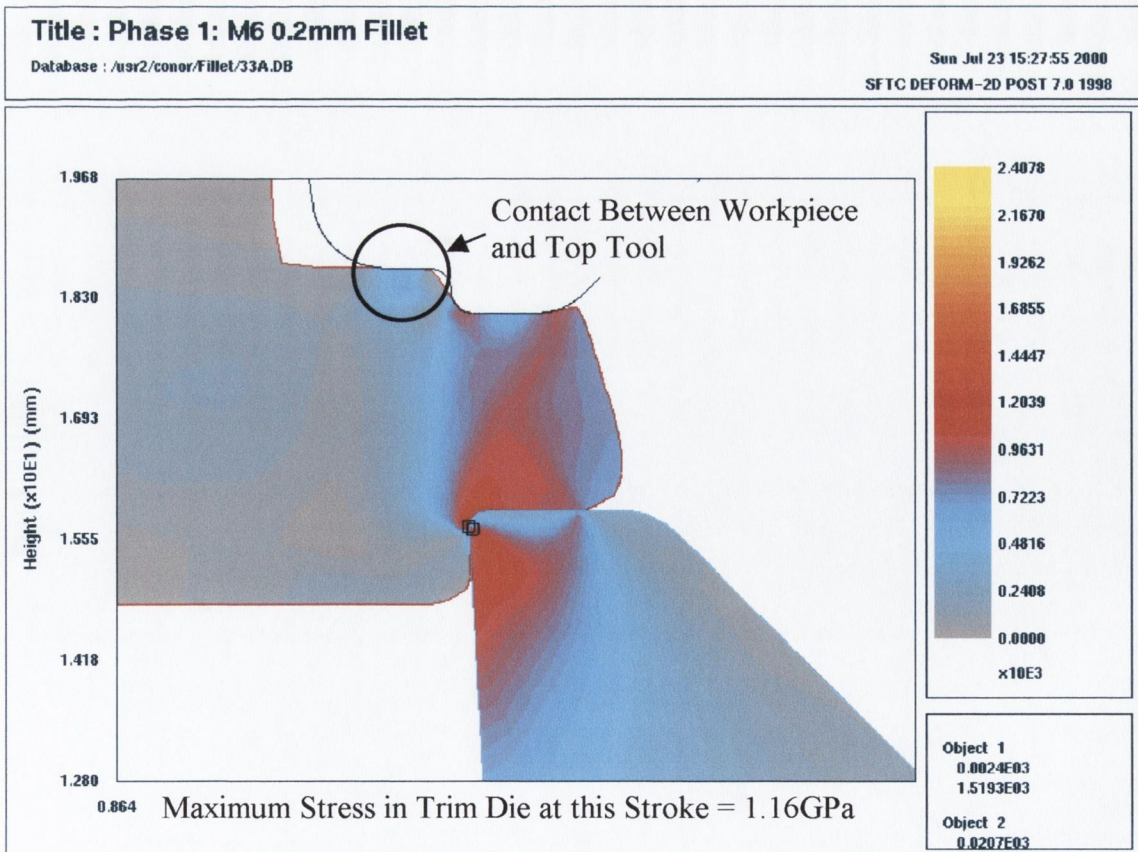 Title : Phase 1: M6 0.2mm Fillet
Database : /usr2/conor/Fillet/33A.DB
Sun Jul 23 15:27:55 2000
SFTC DEFORM-2D POST 7.0 1998
1.968
1.830
1.693
1.555
1.418
1.280
Height (x10E1) (mm)
0.864
Contact Between Workpiece
and Top Tool
Maximum Stress in Trim Die at this Stroke = 1.16GPa
2.4078
2.1670
1.9262
1.6855
1.4447
1.2039
0.9631
0.7223
0.4816
0.2408
0.0000
x10E3
Object 1
0.0024E03
1.5193E03
Object 2
0.0207E03